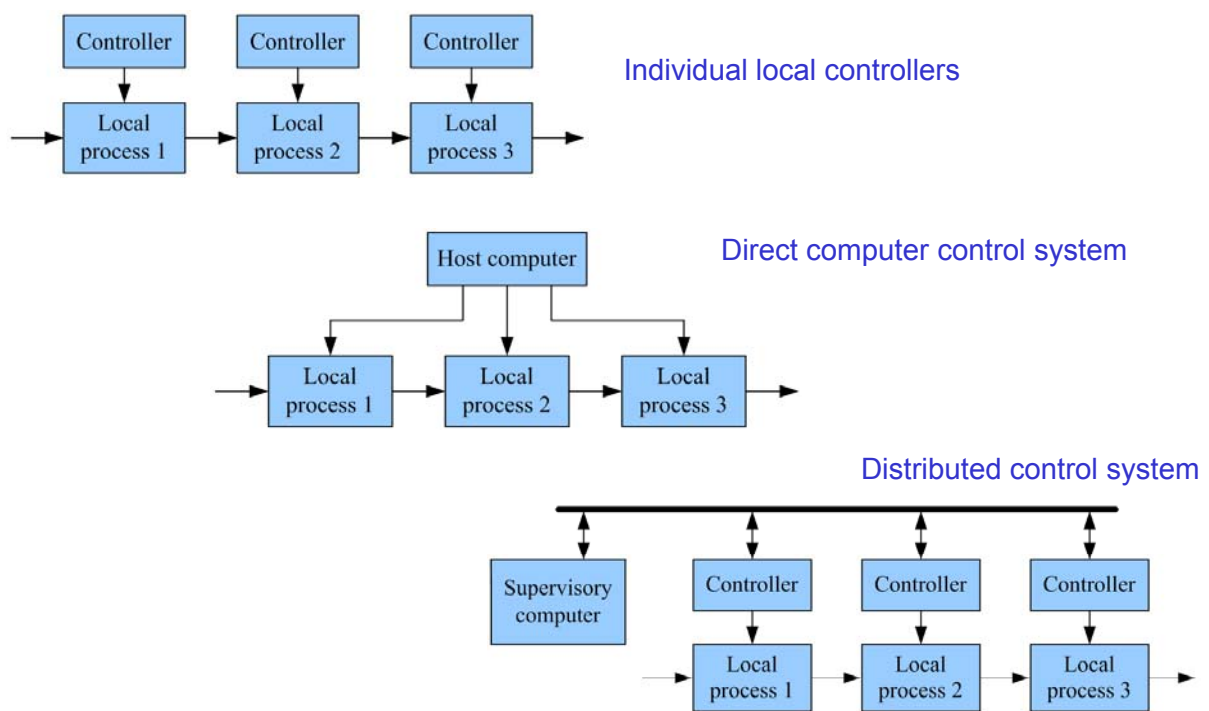 Controller Controller Controller
Individual local controllers
Local Local Local
process 1 process 2 process 3
Direct computer control system
Host computer
Local Local Local
process 1 process 2 process 3
Distributed control system
Supervisory
computer
Controller Controller Controller
Local Local Local
process 1 process 2 process 3